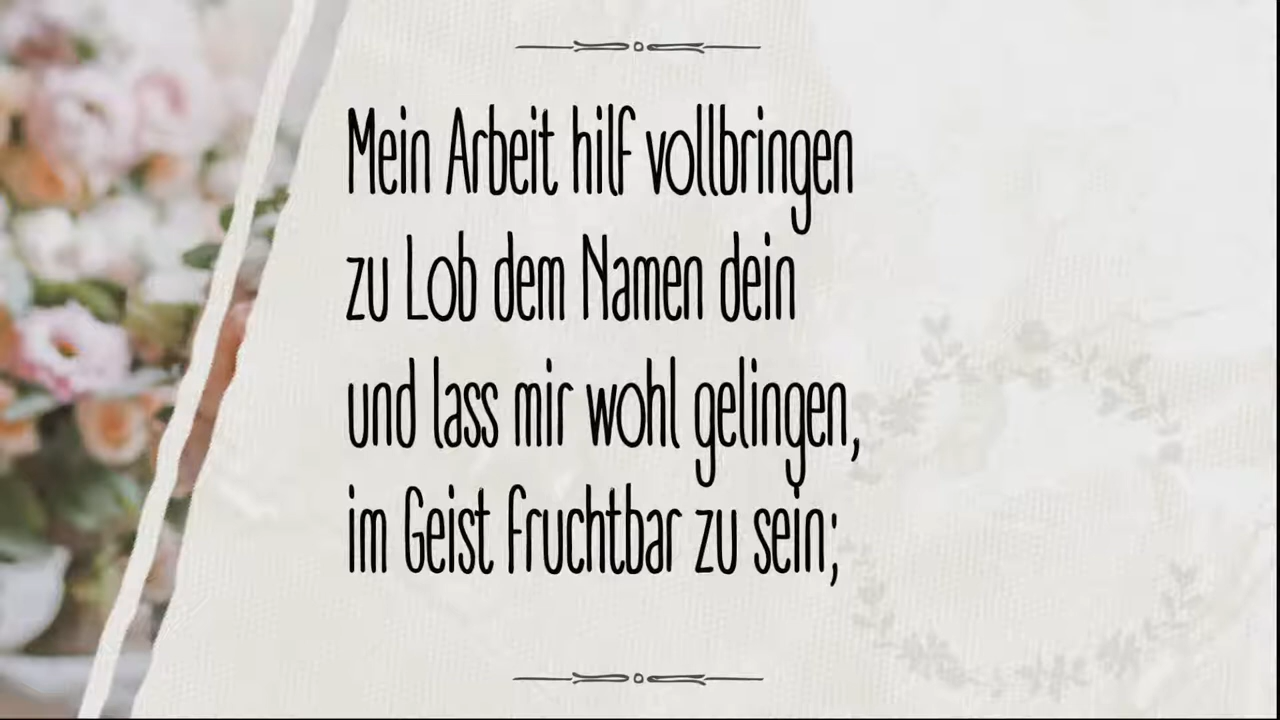 Mein Arbeit hilf vollbringen
zu Lob dem Namen dein
und lass mir wohl gelingen,
im Geist fruchtbar zu sein;